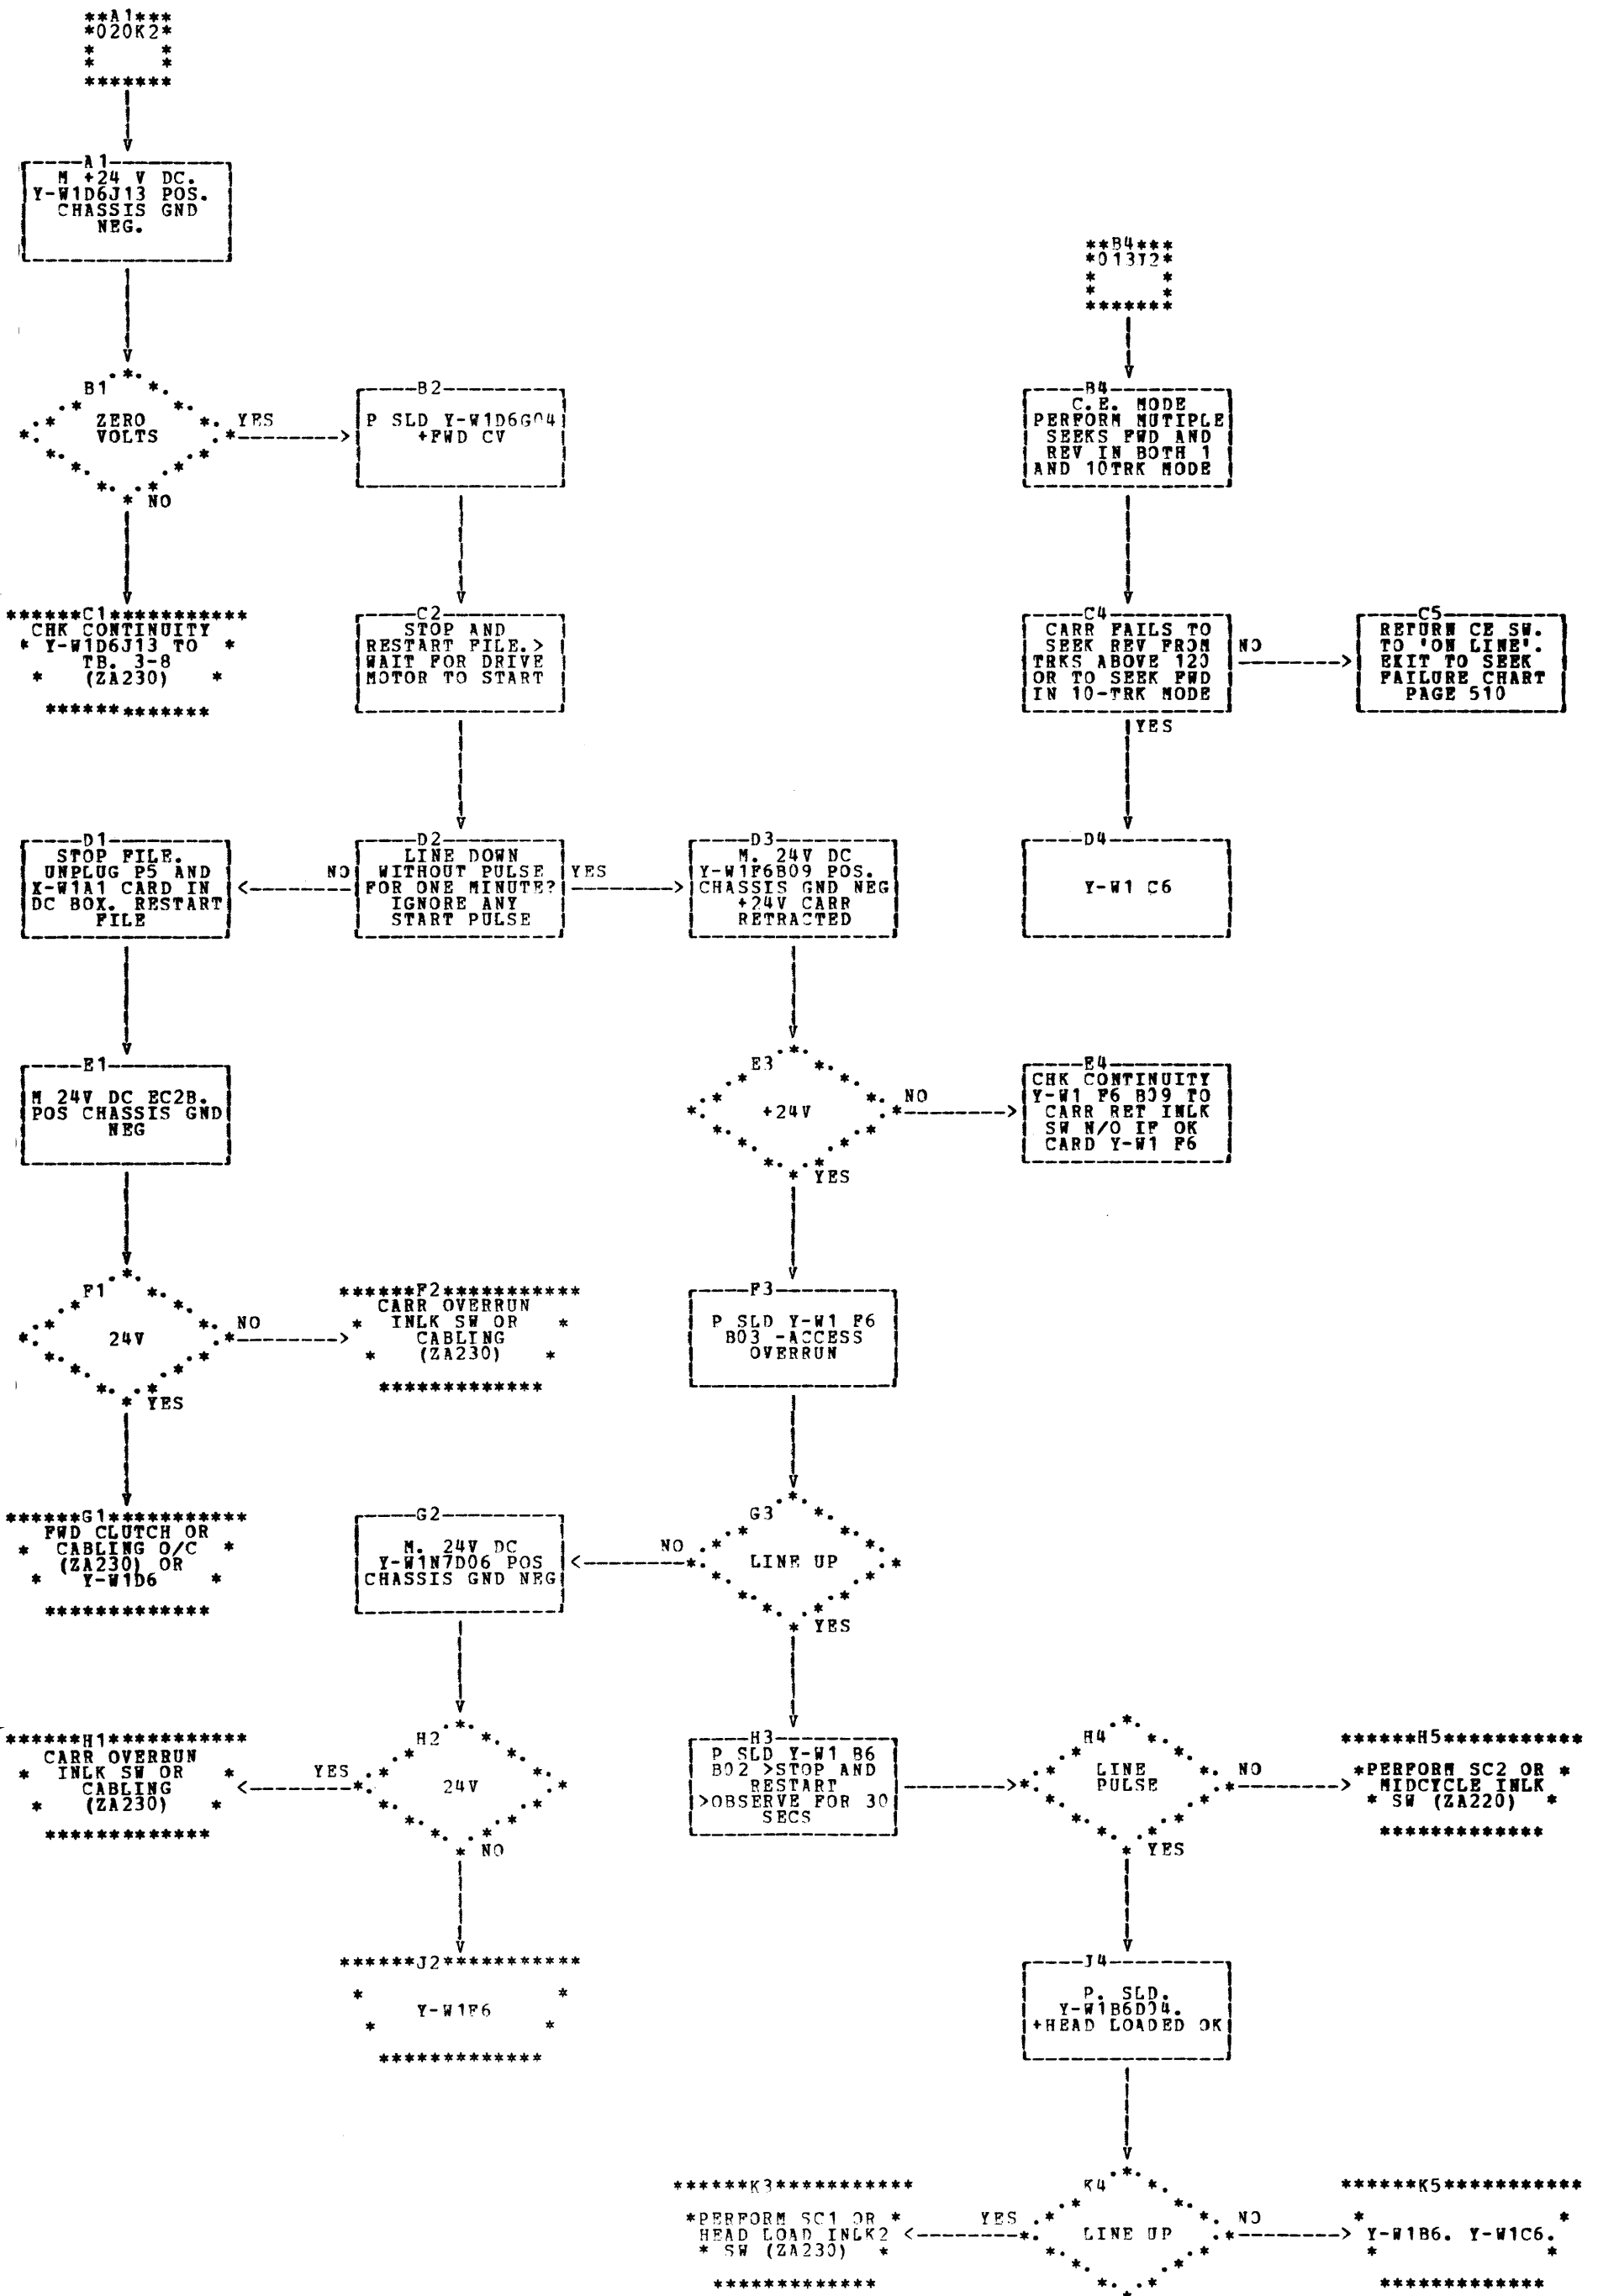 **A1***
*020K2*
* *
* *
*******
-----A1-----
M +24 V DC.
Y-W1D6J13 POS.
CHASSIS GND
NEG.
**B4***
*013J2*
* *
* *
*******
B1
ZERO
VOLTS
YES
NO
-----B2-----
P SLD Y-W1D6G04
+FWD CV
-----B4-----
C.E. MODE
PERFORM MUTIPLE
SEEKS FWD AND
REV IN BOTH 1
AND 10TRK MODE
******C1***********
CHK CONTINUITY
* Y-W1D6J13 TO *
TB. 3-8
* (ZA230) *
*************
-----C2-----
STOP AND
RESTART FILE.>
WAIT FOR DRIVE
MOTOR TO START
-----C4-----
CARR FAILS TO
SEEK REV FROM
TRKS ABOVE 120
OR TO SEEK FWD
IN 10-TRK MODE
NO
YES
-----C5-----
RETURN CE SW.
TO 'ON LINE'.
EXIT TO SEEK
FAILURE CHART
PAGE 510
-----D1-----
STOP FILE.
UNPLUG P5 AND
X-W1A1 CARD IN
DC BOX. RESTART
FILE
NO
-----D2-----
LINE DOWN
WITHOUT PULSE
FOR ONE MINUTE?
IGNORE ANY
START PULSE
YES
-----D3-----
M. 24V DC
Y-W1F6B09 POS.
CHASSIS GND NEG
+24V CARR
RETRACTED
-----D4-----
Y-W1 C6
-----E1-----
M 24V DC EC2B.
POS CHASSIS GND
NEG
E3
+24V
NO
YES
-----E4-----
CHK CONTINUITY
Y-W1 F6 B09 TO
CARR RET INLK
SW N/O IF OK
CARD Y-W1 F6
F1
24V
NO
YES
******F2***********
CARR OVERRUN
* INLK SW OR *
CABLING
* (ZA230) *
*************
-----F3-----
P SLD Y-W1 F6
B03 -ACCESS
OVERRUN
******G1***********
FWD CLUTCH OR
* CABLING O/C *
(ZA230) OR
* Y-W1D6 *
*************
-----G2-----
M. 24V DC
Y-W1N7D06 POS
CHASSIS GND NEG
NO
G3
LINE UP
YES
******H1***********
CARR OVERRUN
* INLK SW OR *
CABLING
* (ZA230) *
*************
YES
H2
24V
NO
-----H3-----
P SLD Y-W1 B6
B02 >STOP AND
RESTART
>OBSERVE FOR 30
SECS
H4
LINE
PULSE
NO
YES
******H5***********
*PERFORM SC2 OR *
MIDCYCLE INLK
* SW (ZA220) *
*************
******J2***********
* *
Y-W1F6
* *
*************
-----J4-----
P. SLD.
Y-W1B6D04.
+HEAD LOADED OK
******K3***********
*PERFORM SC1 OR *
HEAD LOAD INLK2
* SW (ZA230) *
*************
YES
K4
LINE UP
NO
******K5***********
* *
Y-W1B6. Y-W1C6.
* *
*************